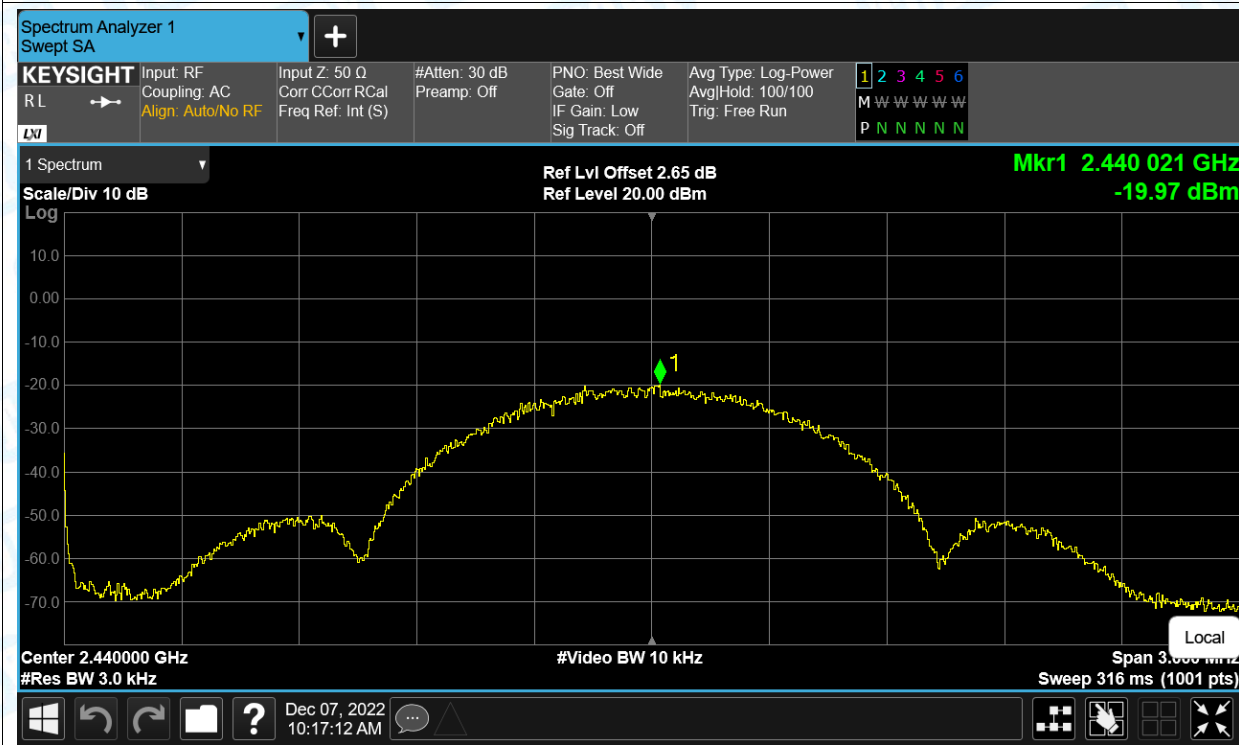 Spectrum Analyzer 1
Swept SA
KEYSIGHT
R L
LXI
Input: RF
Coupling: AC
Align: Auto/No RF
Input Z: 50 Ω
Corr CCorr RCal
Freq Ref: Int (S)
#Atten: 30 dB
Preamp: Off
PNO: Best Wide
Gate: Off
IF Gain: Low
Sig Track: Off
Avg Type: Log-Power
Avg|Hold: 100/100
Trig: Free Run
1 2 3 4 5 6
M W W W W W
P N N N N N
1 Spectrum
Scale/Div 10 dB
Log
Ref Lvl Offset 2.65 dB
Ref Level 20.00 dBm
Mkr1 2.440 021 GHz
-19.97 dBm
10.0
0.00
-10.0
-20.0
-30.0
-40.0
-50.0
-60.0
-70.0
1
Center 2.440000 GHz
#Res BW 3.0 kHz
#Video BW 10 kHz
Local
Span
Sweep 316 ms (1001 pts)
?
Dec 07, 2022
10:17:12 AM